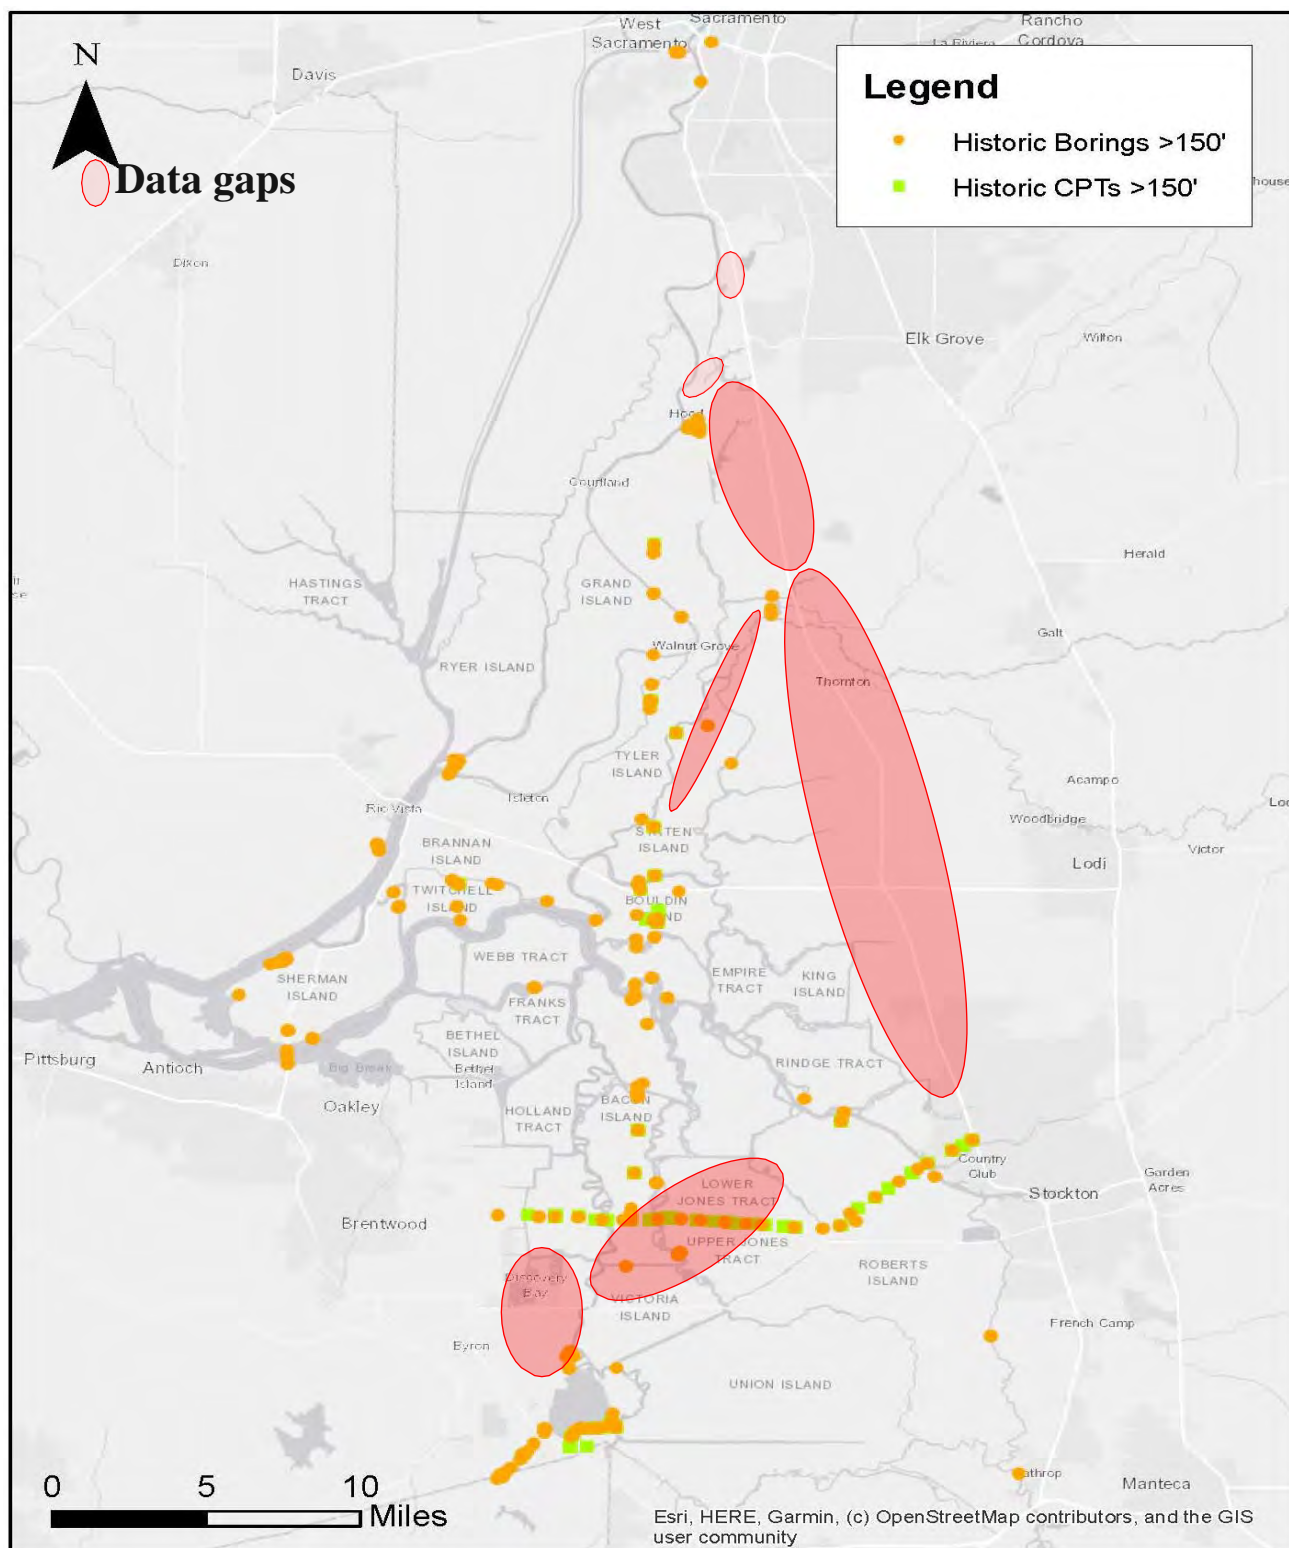 West
Sacramento
Sacramento
Rancho
Cordova
La Riviera
N
Davis
Legend
Historic Borings >150'
Historic CPTs >150'
Data gaps
house
Dixon
Elk Grove
Wilton
Hood
Courtland
Herald
HASTINGS
TRACT
GRAND
ISLAND
Galt
Walnut Grove
RYER ISLAND
Thornton
TYLER
ISLAND
Acampo
Isleton
Rio Vista
Woodbridge
Victor
STATEN
ISLAND
BRANNAN
ISLAND
Lodi
TWITCHELL
ISLAND
BOULDIN
ISLAND
WEBB TRACT
EMPIRE
TRACT
KING
ISLAND
SHERMAN
ISLAND
FRANKS
TRACT
BETHEL
ISLAND
Bethel
Island
Pittsburg
Antioch
Big Break
RINDGE TRACT
Oakley
HOLLAND
TRACT
BACON
ISLAND
Country
Club
Garden
Acres
LOWER
JONES TRACT
Stockton
Brentwood
UPPER JONES
TRACT
ROBERTS
ISLAND
Discovery
Bay
VICTORIA
ISLAND
French Camp
Byron
UNION ISLAND
Lathrop
Manteca
0 5 10
Miles
Esri, HERE, Garmin, (c) OpenStreetMap contributors, and the GIS
user community